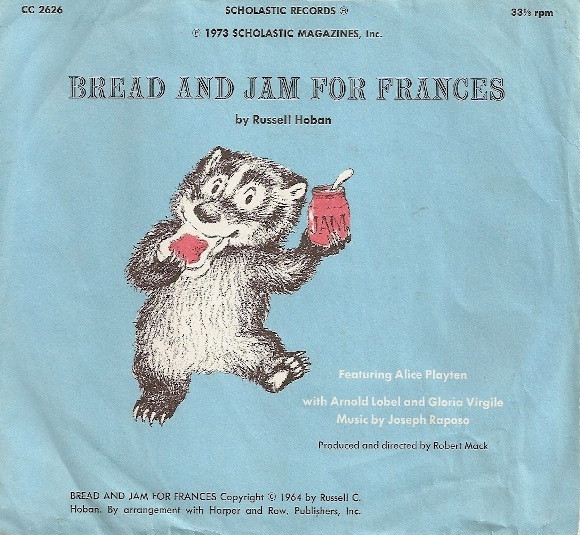 CC 2626 SCHOLASTIC RECORDS ® 33⅓ rpm
℗ 1973 SCHOLASTIC MAGAZINES, Inc.
BREAD AND JAM FOR FRANCES
by Russell Hoban
JAM
Featuring Alice Playten
with Arnold Lobel and Gloria Virgile
Music by Joseph Raposo
Produced and directed by Robert Mack
BREAD AND JAM FOR FRANCES Copyright © 1964 by Russell C.
Hoban. By arrangement with Harper and Row, Publishers, Inc.